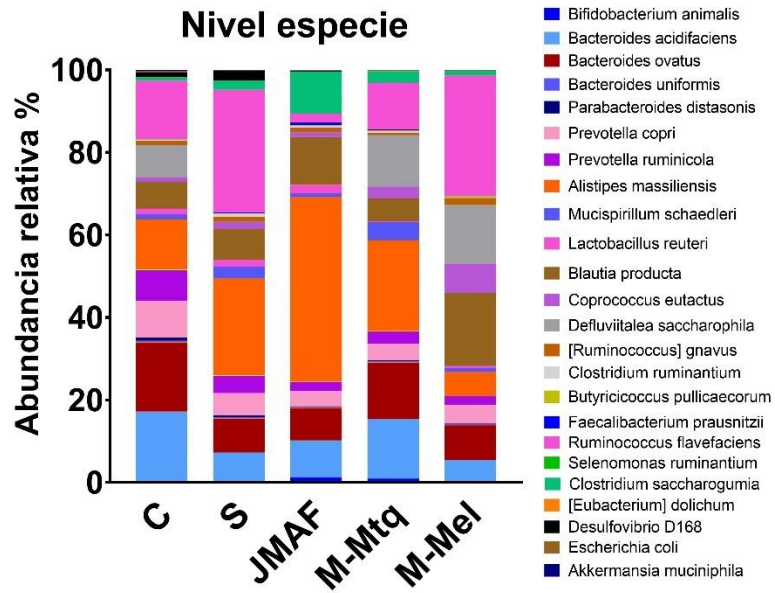 Nivel especie
Abundancia relativa %
100
80
60
40
20
0
C
S
JMAF
M-Mtq
M-Mel
Bifidobacterium animalis
Bacteroides acidifaciens
Bacteroides ovatus
Bacteroides uniformis
Parabacteroides distasonis
Prevotella copri
Prevotella ruminicola
Alistipes massiliensis
Mucispirillum schaedleri
Lactobacillus reuteri
Blautia producta
Coprococcus eutactus
Defluviitalea saccharophila
[Ruminococcus] gnavus
Clostridium ruminantium
Butyricicoccus pullicaecorum
Faecalibacterium prausnitzii
Ruminococcus flavefaciens
Selenomonas ruminantium
Clostridium saccharogumia
[Eubacterium] dolichum
Desulfovibrio D168
Escherichia coli
Akkermansia muciniphila